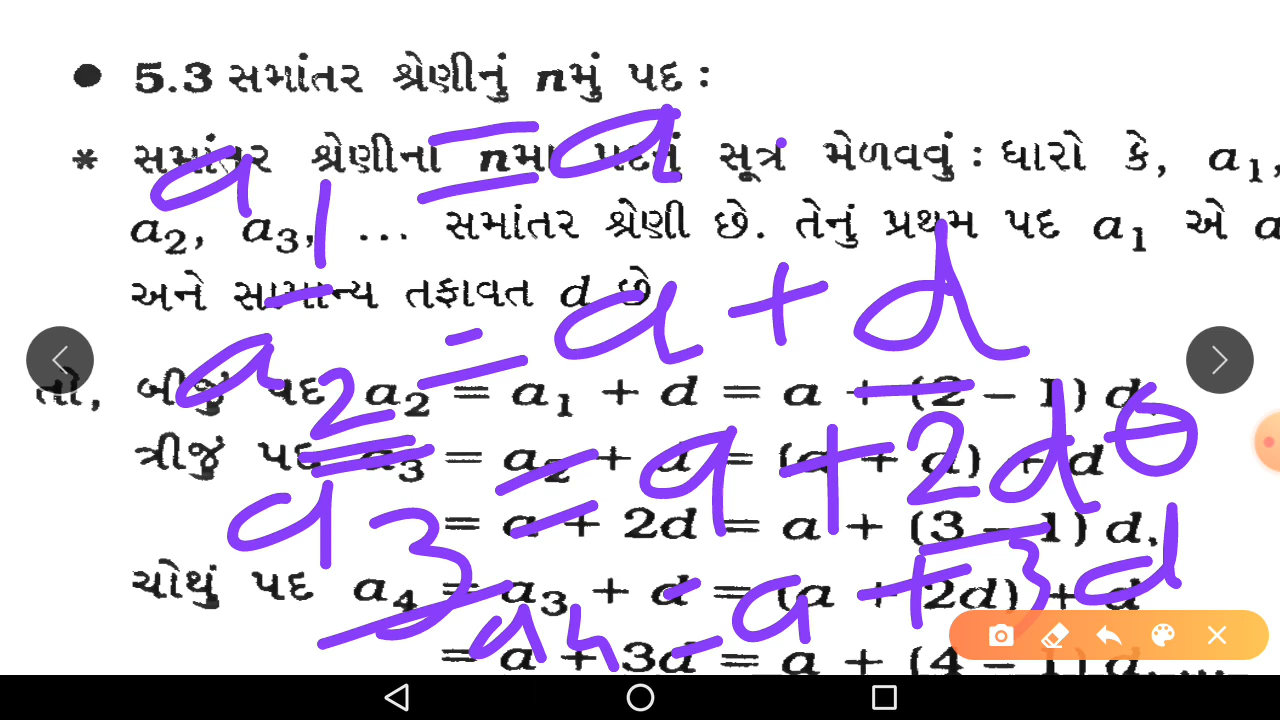 ● 5.3 સમાંતર શ્રેણીનું nમું પદ :
* સમાંતર શ્રેણીના nમા પદનું સૂત્ર મેળવવું : ધારો કે, a₁,
a₂, a₃, ... સમાંતર શ્રેણી છે. તેનું પ્રથમ પદ a₁ એ a
અને સામાન્ય તફાવત d છે
તો, બીજું પદ a₂ = a₁ + d = a + (2 – 1) d,
ત્રીજું પદ a₃ = a₂ + d = (a + d) + d
= a + 2d = a + (3 – 1) d,
ચોથું પદ a₄ = a₃ + d = (a + 2d) + d
= a + 3d = a + (4 – 1) d,...
a₁ = a
a₂ = a + d
a₃ = a + 2d
an = a + 3d